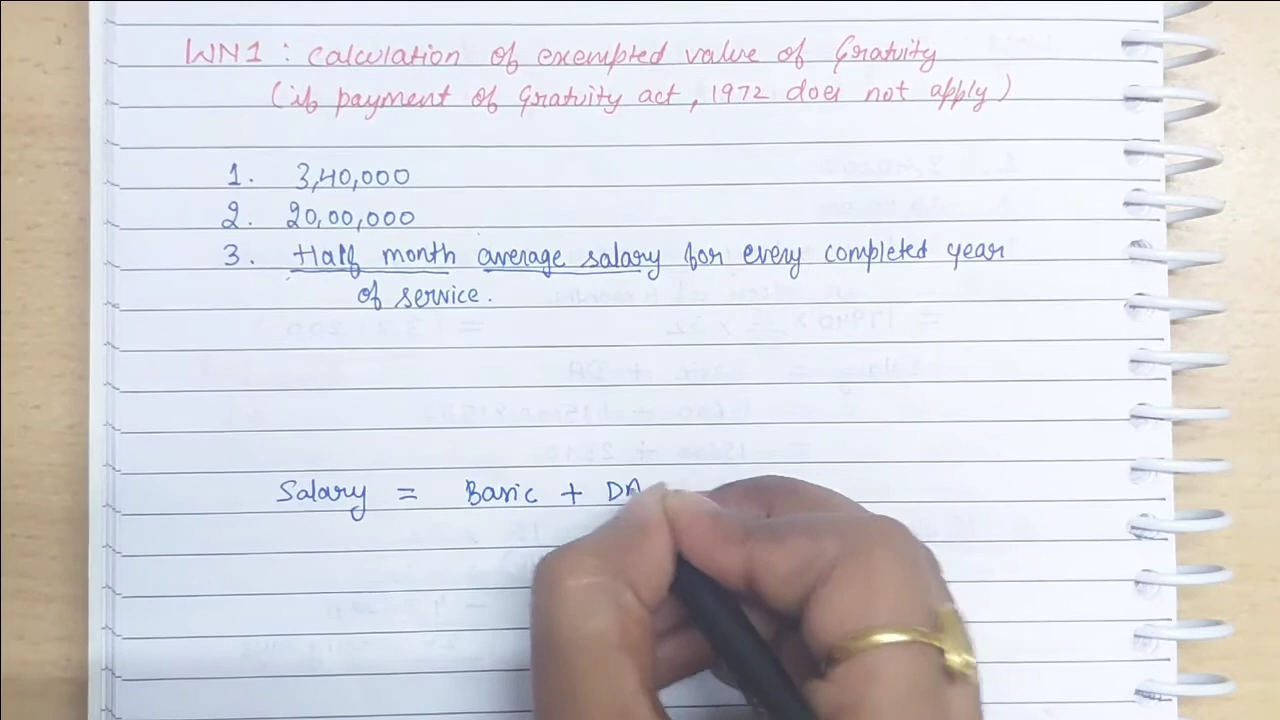 WN1 : Calculation of exempted value of Gratuity
(if payment of Gratuity act, 1972 does not apply)
1. 3,40,000
2. 20,00,000
3. Half month average salary for every completed year
of service.
Salary = Basic + DA